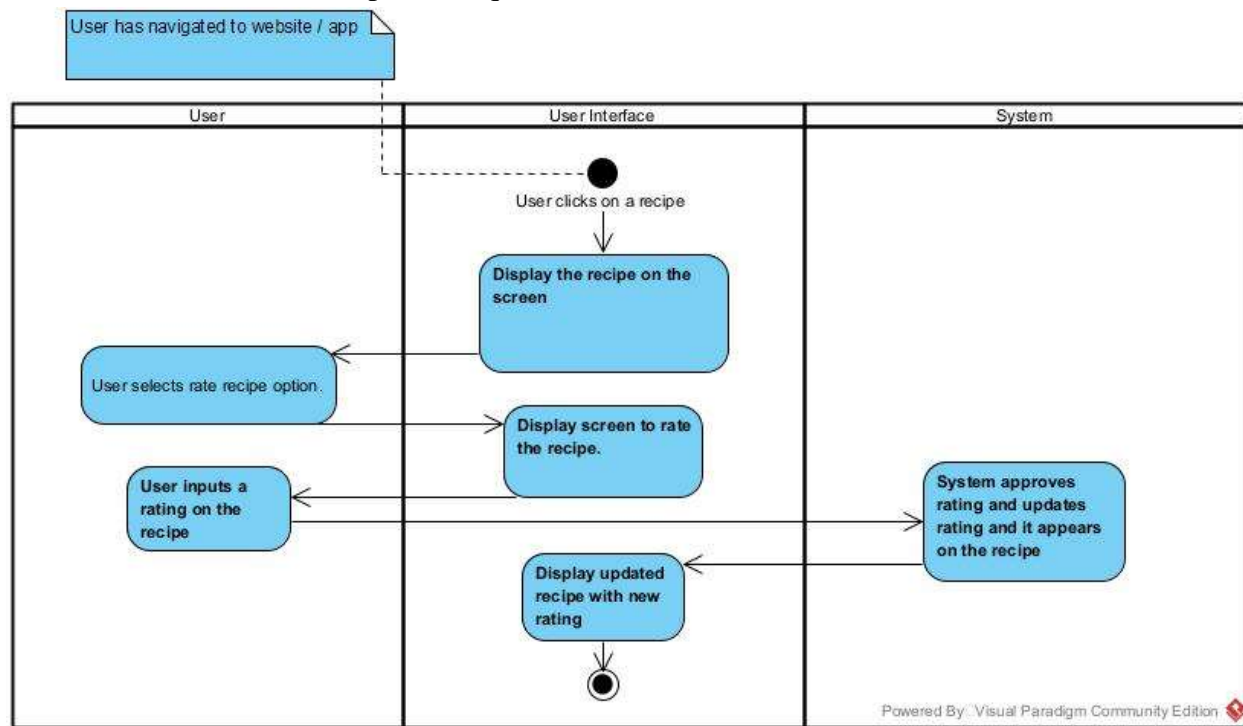 User has navigated to website / app
User
User Interface
System
User clicks on a recipe
Display the recipe on the
screen
User selects rate recipe option.
Display screen to rate
the recipe.
User inputs a
rating on the
recipe
System approves
rating and updates
rating and it appears
on the recipe
Display updated
recipe with new
rating
Powered By Visual Paradigm Community Edition